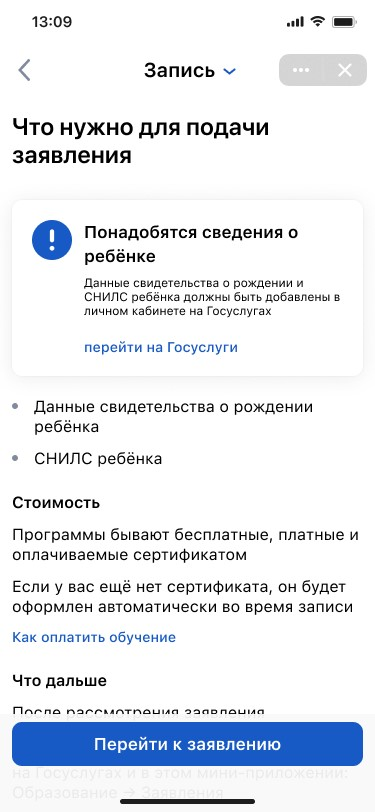 13:09
Запись
Что нужно для подачи
заявления
Понадобятся сведения о
ребёнке
Данные свидетельства о рождении и
СНИЛС ребёнка должны быть добавлены в
личном кабинете на Госуслугах
перейти на Госуслуги
Данные свидетельства о рождении
ребёнка
СНИЛС ребёнка
Стоимость
Программы бывают бесплатные, платные и
оплачиваемые сертификатом
Если у вас ещё нет сертификата, он будет
оформлен автоматически во время записи
Как оплатить обучение
Что дальше
После рассмотрения заявления
Перейти к заявлению
на Госуслугах и в этом мини-приложении:
Образование → Заявления